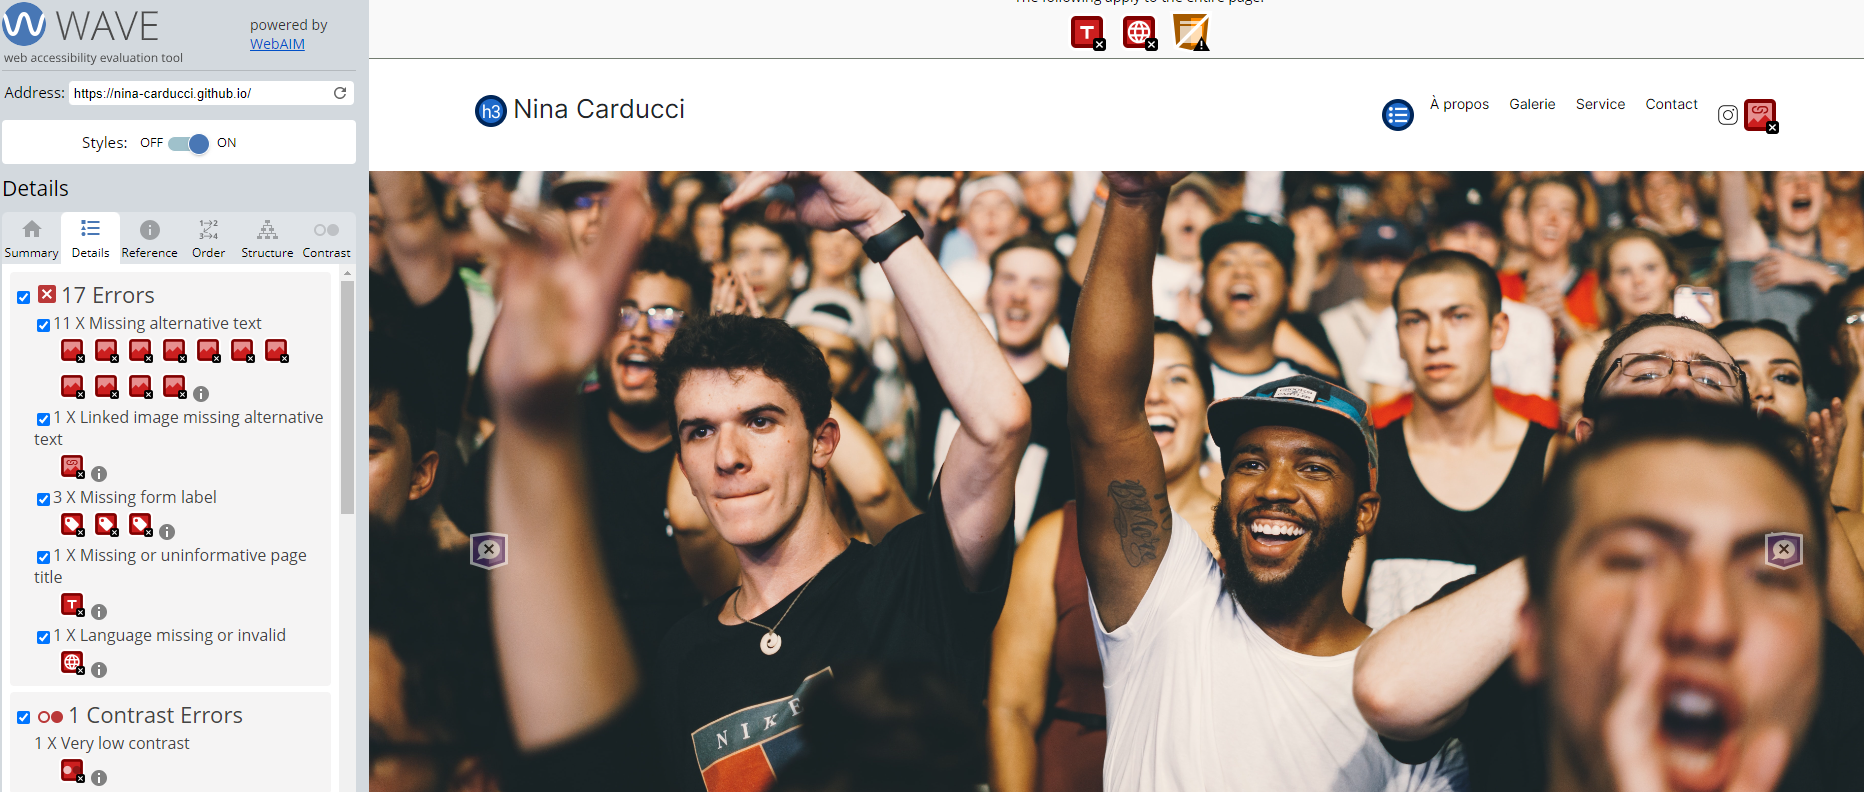 WAVE
powered by
WebAIM
web accessibility evaluation tool
Address: https://nina-carducci.github.io/
Styles: OFF ON
Details
Summary Details Reference Order Structure Contrast
17 Errors
11 X Missing alternative text
1 X Linked image missing alternative
text
3 X Missing form label
1 X Missing or uninformative page
title
1 X Language missing or invalid
1 Contrast Errors
1 X Very low contrast
The following apply to the entire page:
h3 Nina Carducci
À propos Galerie Service Contact
NIKE